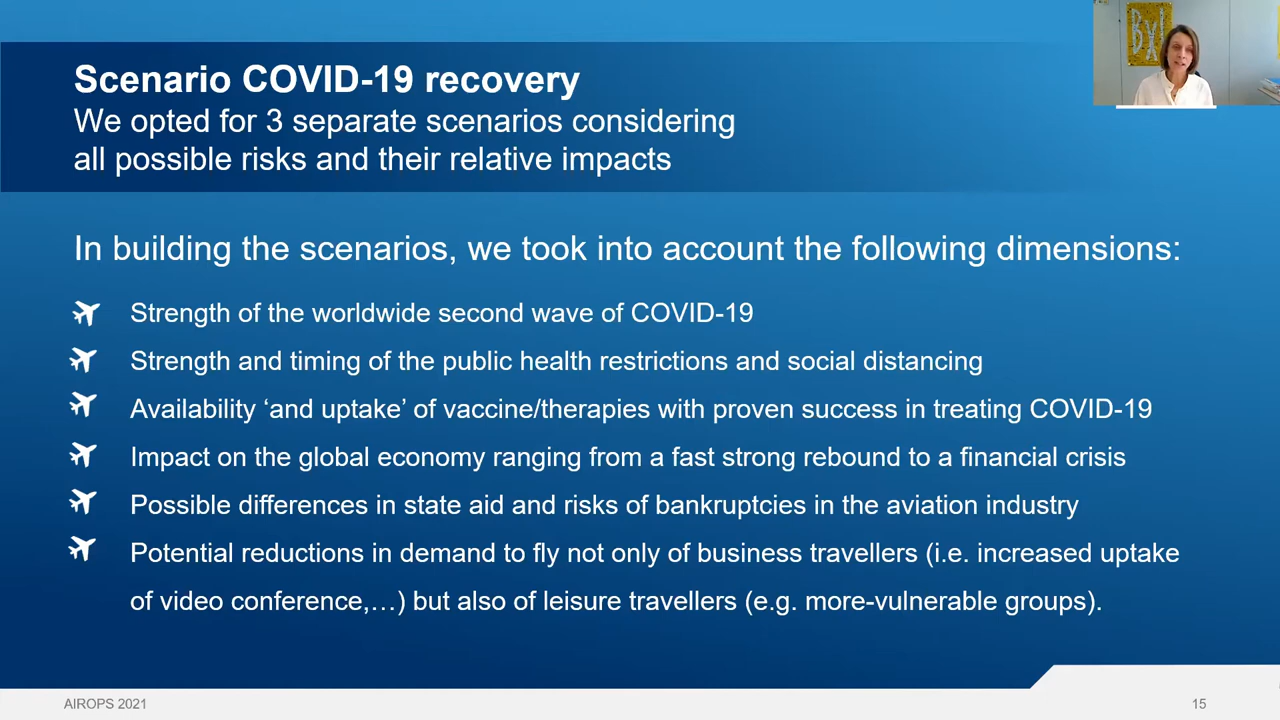 Bxl
Scenario COVID-19 recovery
We opted for 3 separate scenarios considering
all possible risks and their relative impacts
In building the scenarios, we took into account the following dimensions:
Strength of the worldwide second wave of COVID-19
Strength and timing of the public health restrictions and social distancing
Availability ‘and uptake’ of vaccine/therapies with proven success in treating COVID-19
Impact on the global economy ranging from a fast strong rebound to a financial crisis
Possible differences in state aid and risks of bankruptcies in the aviation industry
Potential reductions in demand to fly not only of business travellers (i.e. increased uptake
of video conference,…) but also of leisure travellers (e.g. more-vulnerable groups).
AIROPS 2021
15